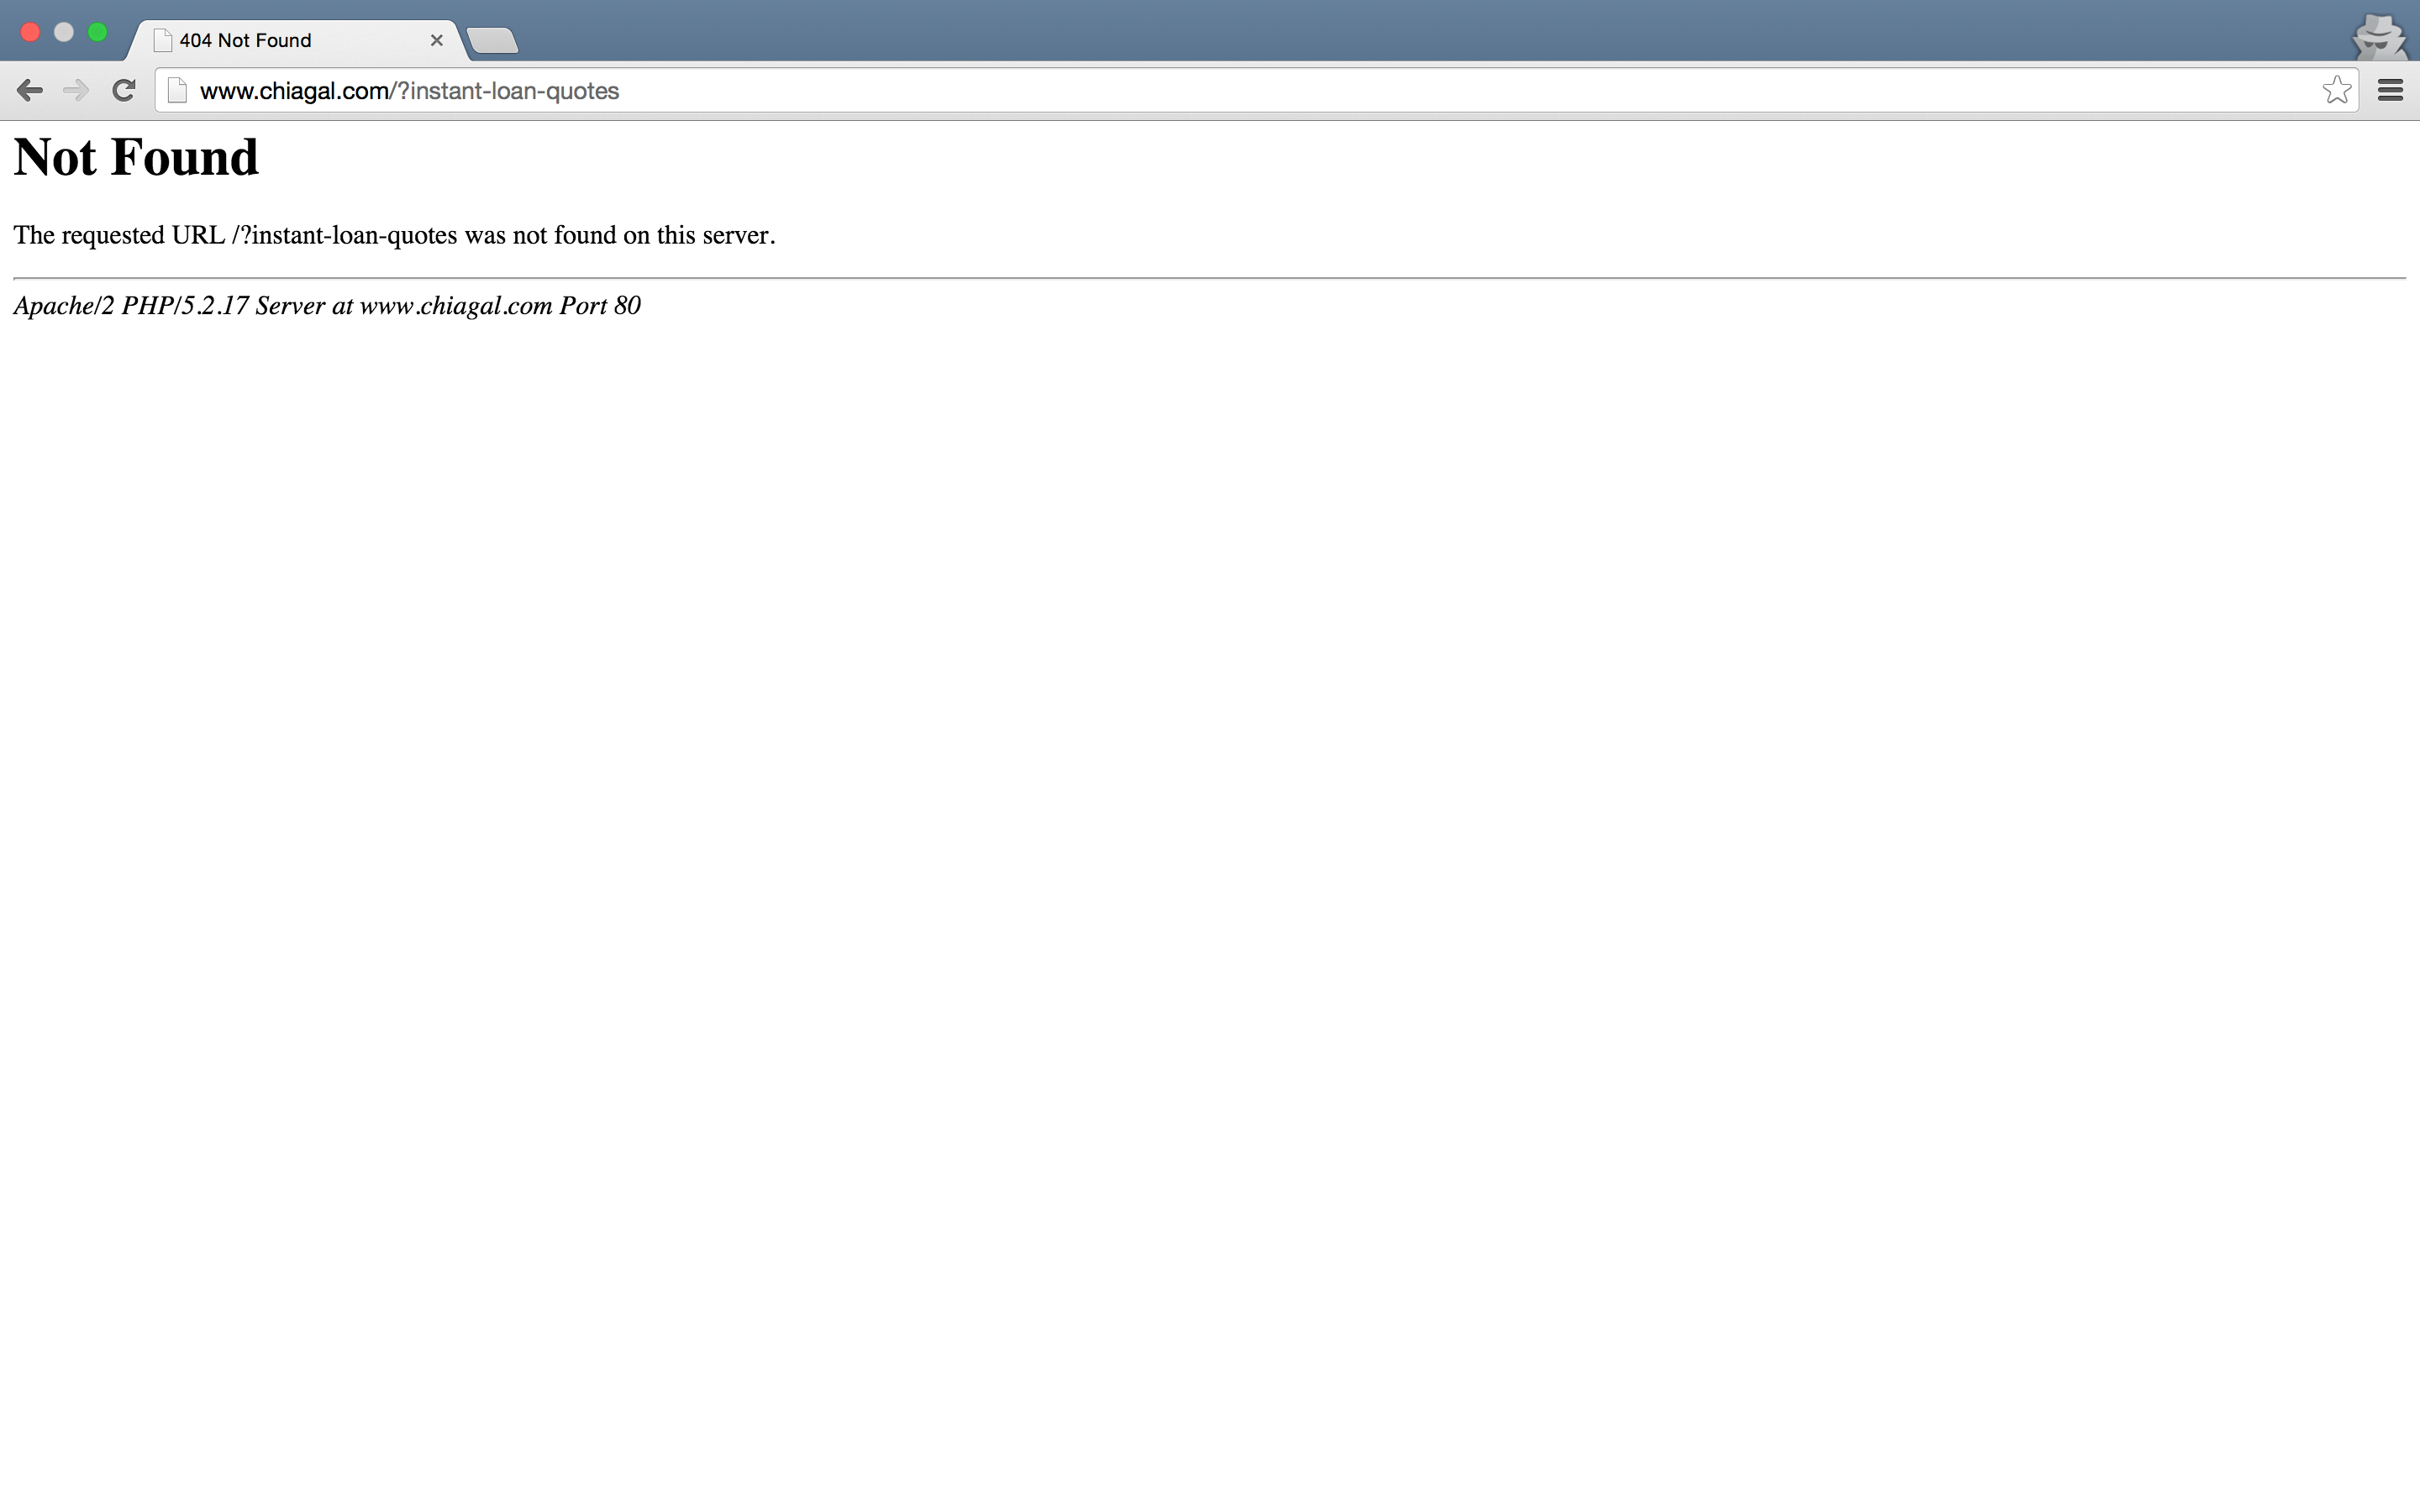 404 Not Found
www.chiagal.com/?instant-loan-quotes
Not Found
The requested URL /?instant-loan-quotes was not found on this server.
Apache/2 PHP/5.2.17 Server at www.chiagal.com Port 80